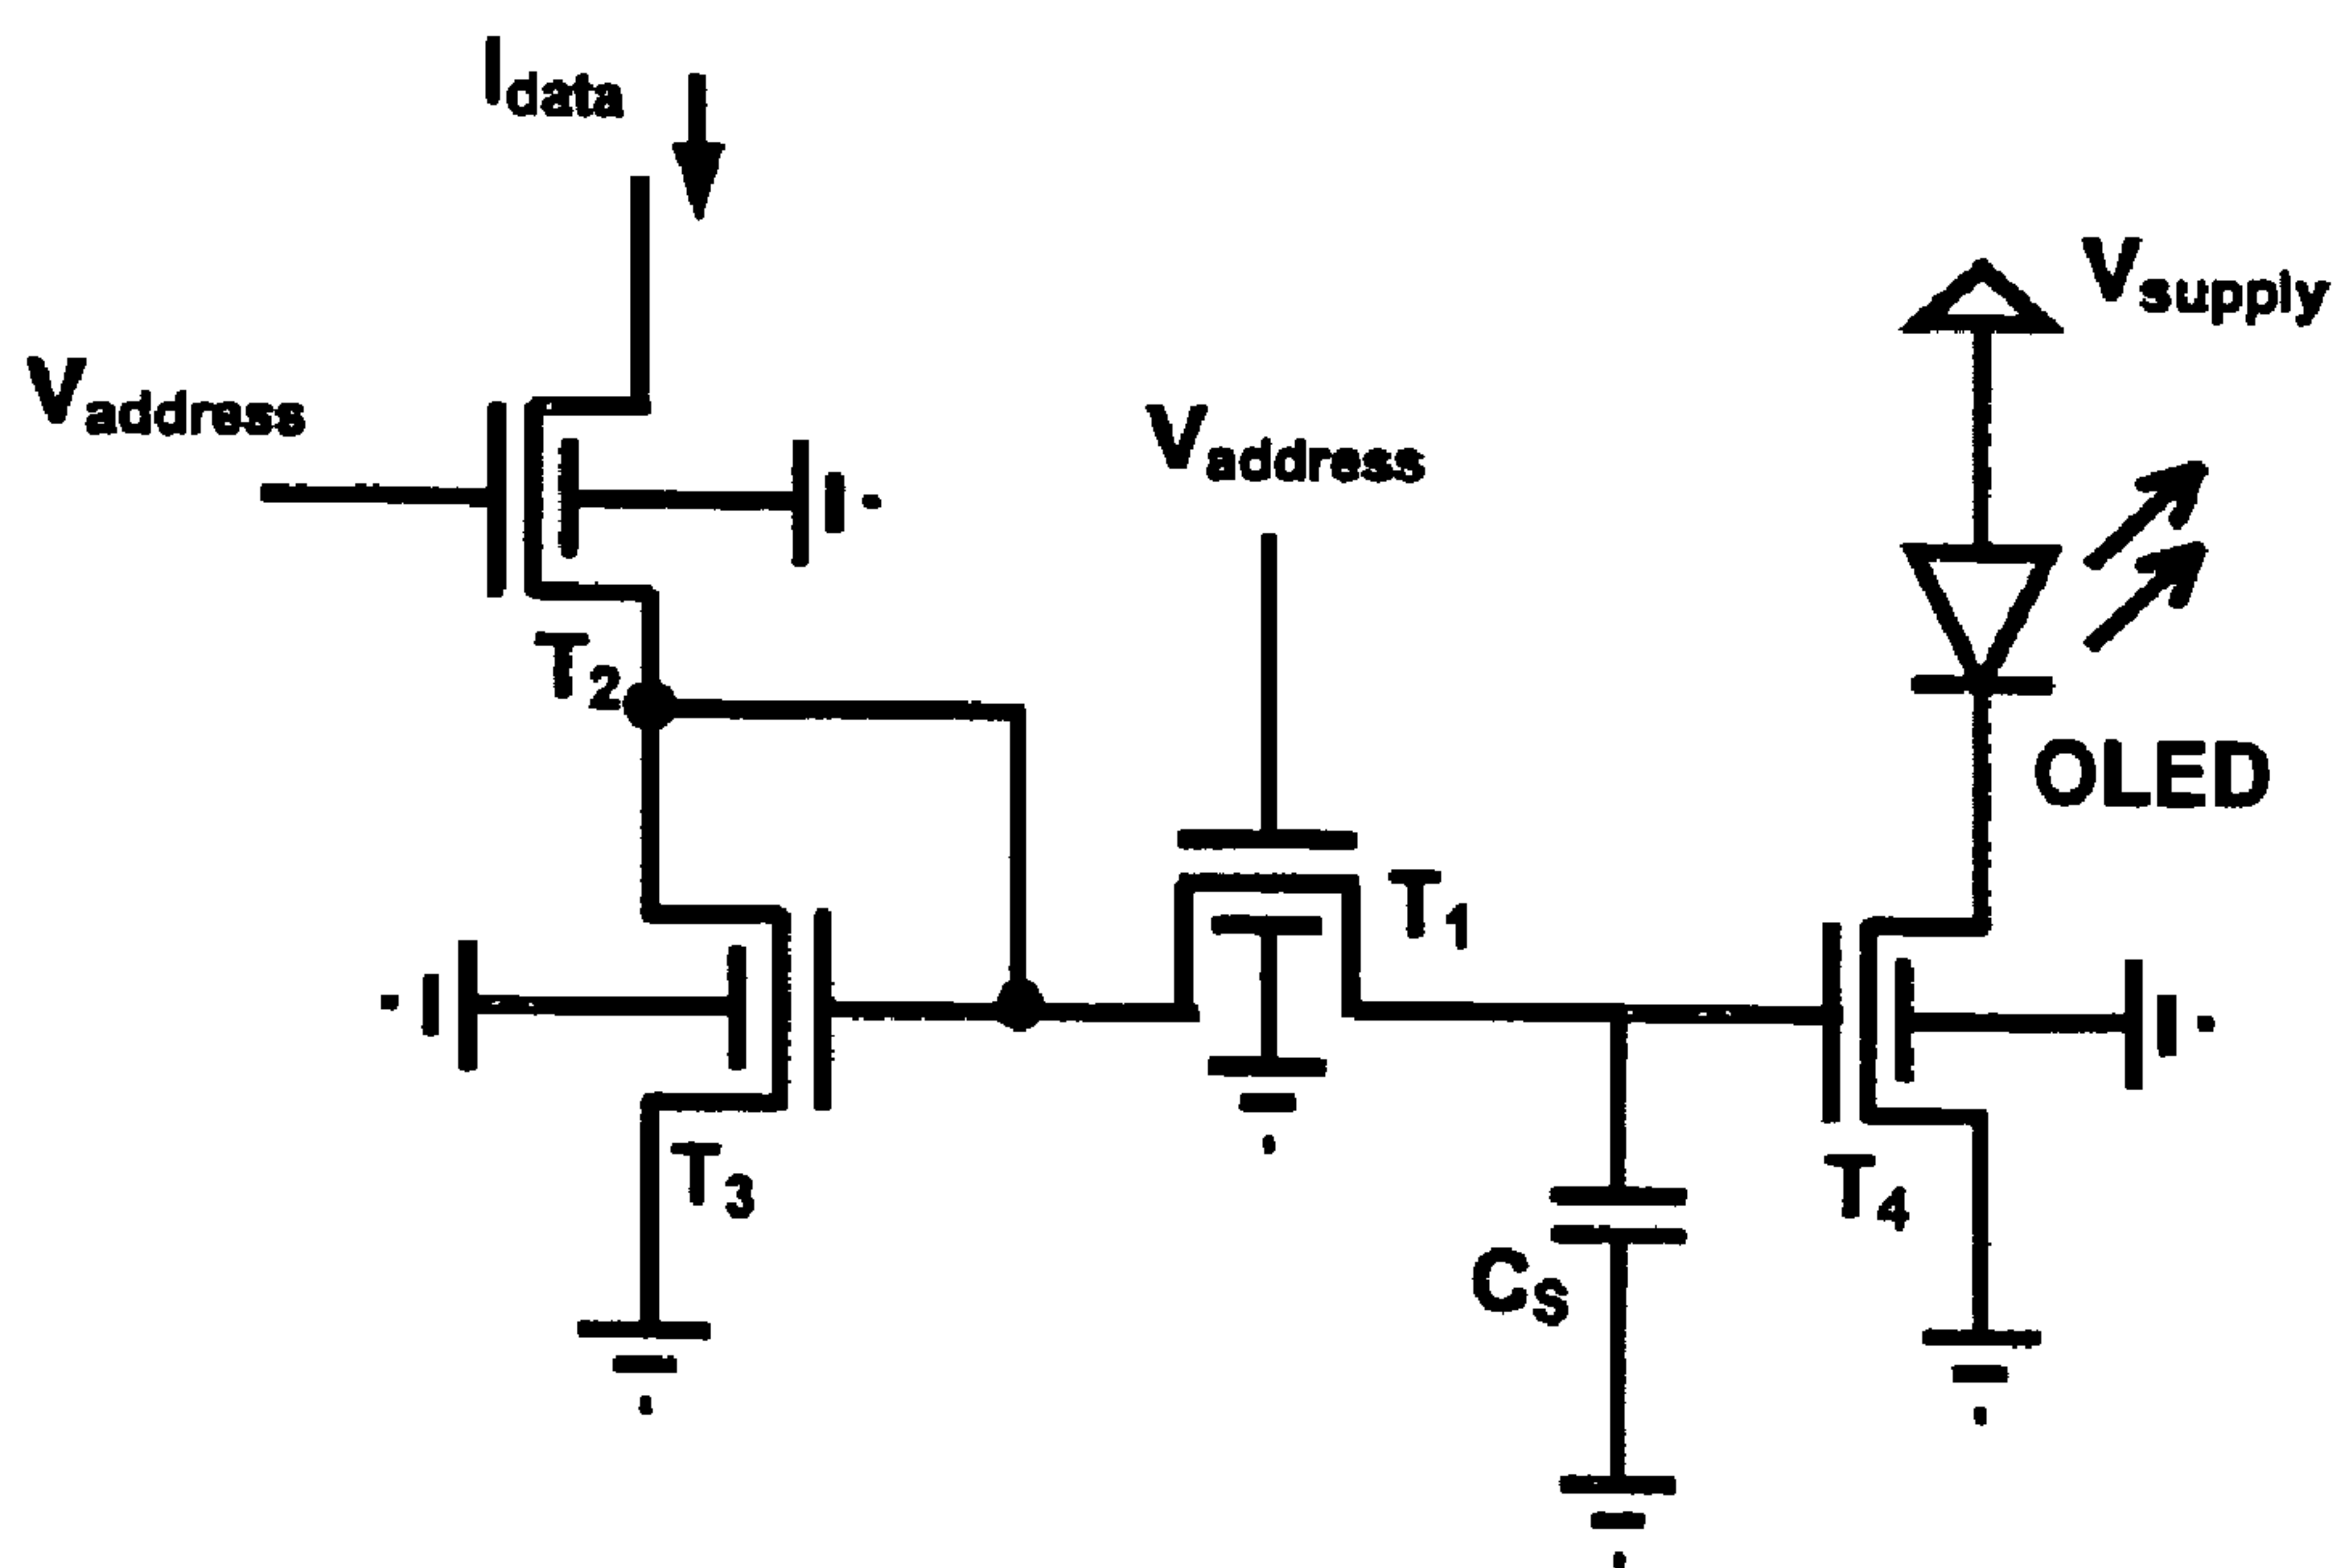 Idata
Vsupply
Vaddress
Vaddress
T2
OLED
T1
T3
T4
Cs